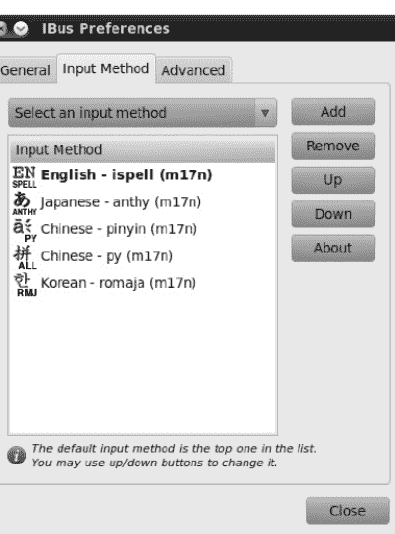 IBus Preferences
General Input Method Advanced
Select an input method Add
Input Method Remove
EN SPELL English - ispell (m17n)
あ ANTHY Japanese - anthy (m17n)
Up
PY Chinese - pinyin (m17n)
Down
拼 ALL Chinese - py (m17n)
About
한 RMJ Korean - romaja (m17n)
The default input method is the top one in the list.
You may use up/down buttons to change it.
Close